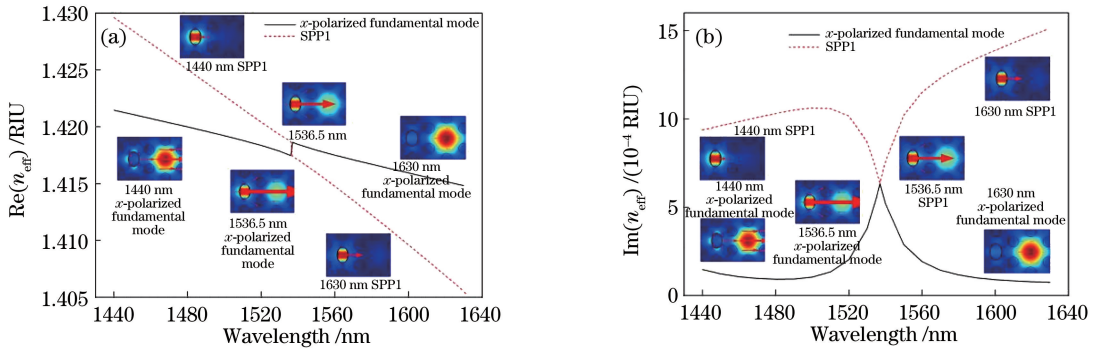 1.430
1.425
1.420
1.415
1.410
1.405
Re(neff) /RIU
(a)
x-polarized fundamental mode
SPP1
1440 nm SPP1
1536.5 nm
1440 nm
x-polarized
fundamental
mode
1630 nm
x-polarized
fundamental mode
1536.5 nm
x-polarized
fundamental
mode
1630 nm SPP1
1440 1480 1520 1560 1600 1640
Wavelength /nm
15
10
5
0
Im(neff) /(10⁻⁴ RIU)
(b)
x-polarized fundamental mode
SPP1
1630 nm SPP1
1440 nm SPP1
1440 nm
x-polarized
fundamental mode
1536.5 nm
SPP1
1536.5 nm
x-polarized
fundamental mode
1630 nm
x-polarized
fundamental mode
1440 1480 1520 1560 1600 1640
Wavelength /nm